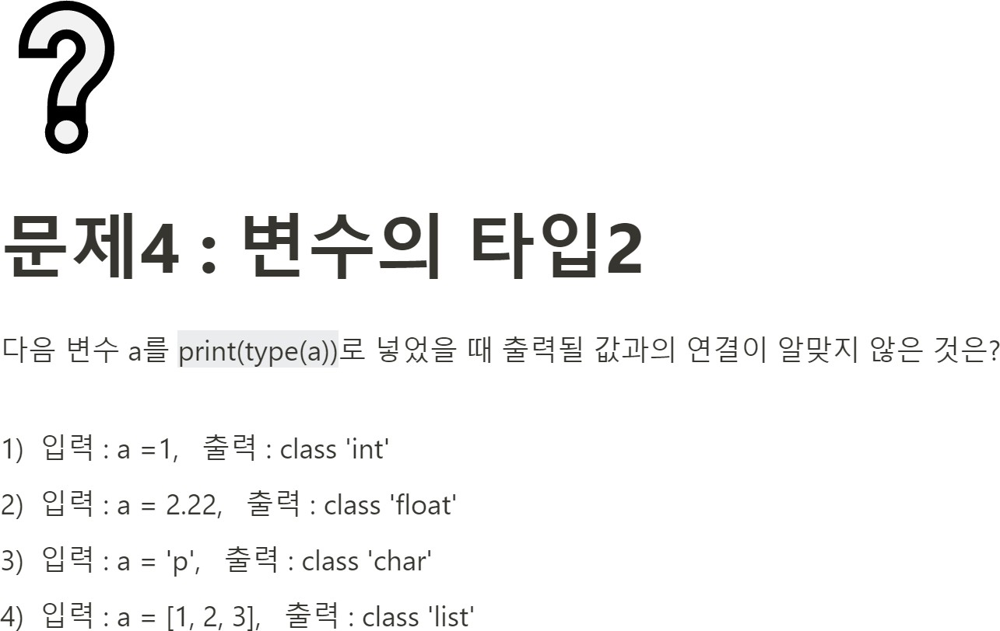 문제4 : 변수의 타입2
다음 변수 a를 print(type(a))로 넣었을 때 출력될 값과의 연결이 알맞지 않은 것은?
1) 입력 : a =1, 출력 : class 'int'
2) 입력 : a = 2.22, 출력 : class 'float'
3) 입력 : a = 'p', 출력 : class 'char'
4) 입력 : a = [1, 2, 3], 출력 : class 'list'